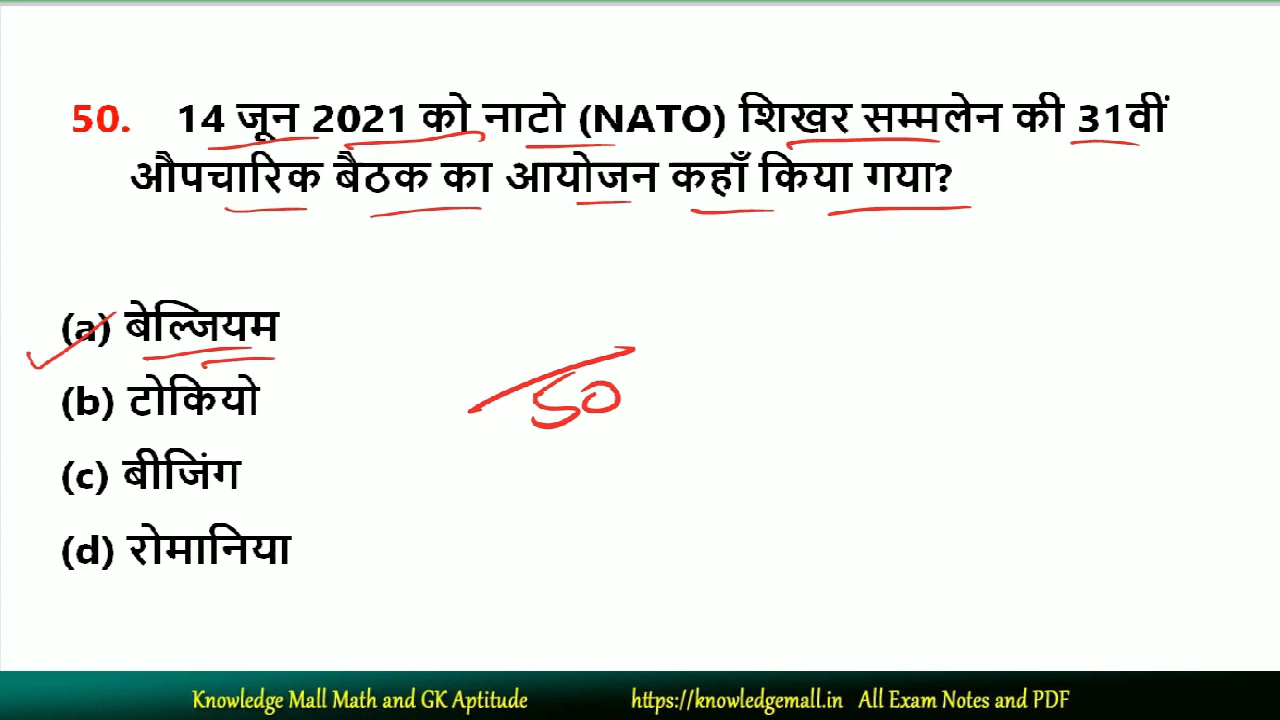 50. 14 जून 2021 को नाटो (NATO) शिखर सम्मलेन की 31वीं
औपचारिक बैठक का आयोजन कहाँ किया गया?
(a) बेल्जियम
(b) टोकियो
50
(c) बीजिंग
(d) रोमानिया
Knowledge Mall Math and GK Aptitude https://knowledgemall.in All Exam Notes and PDF